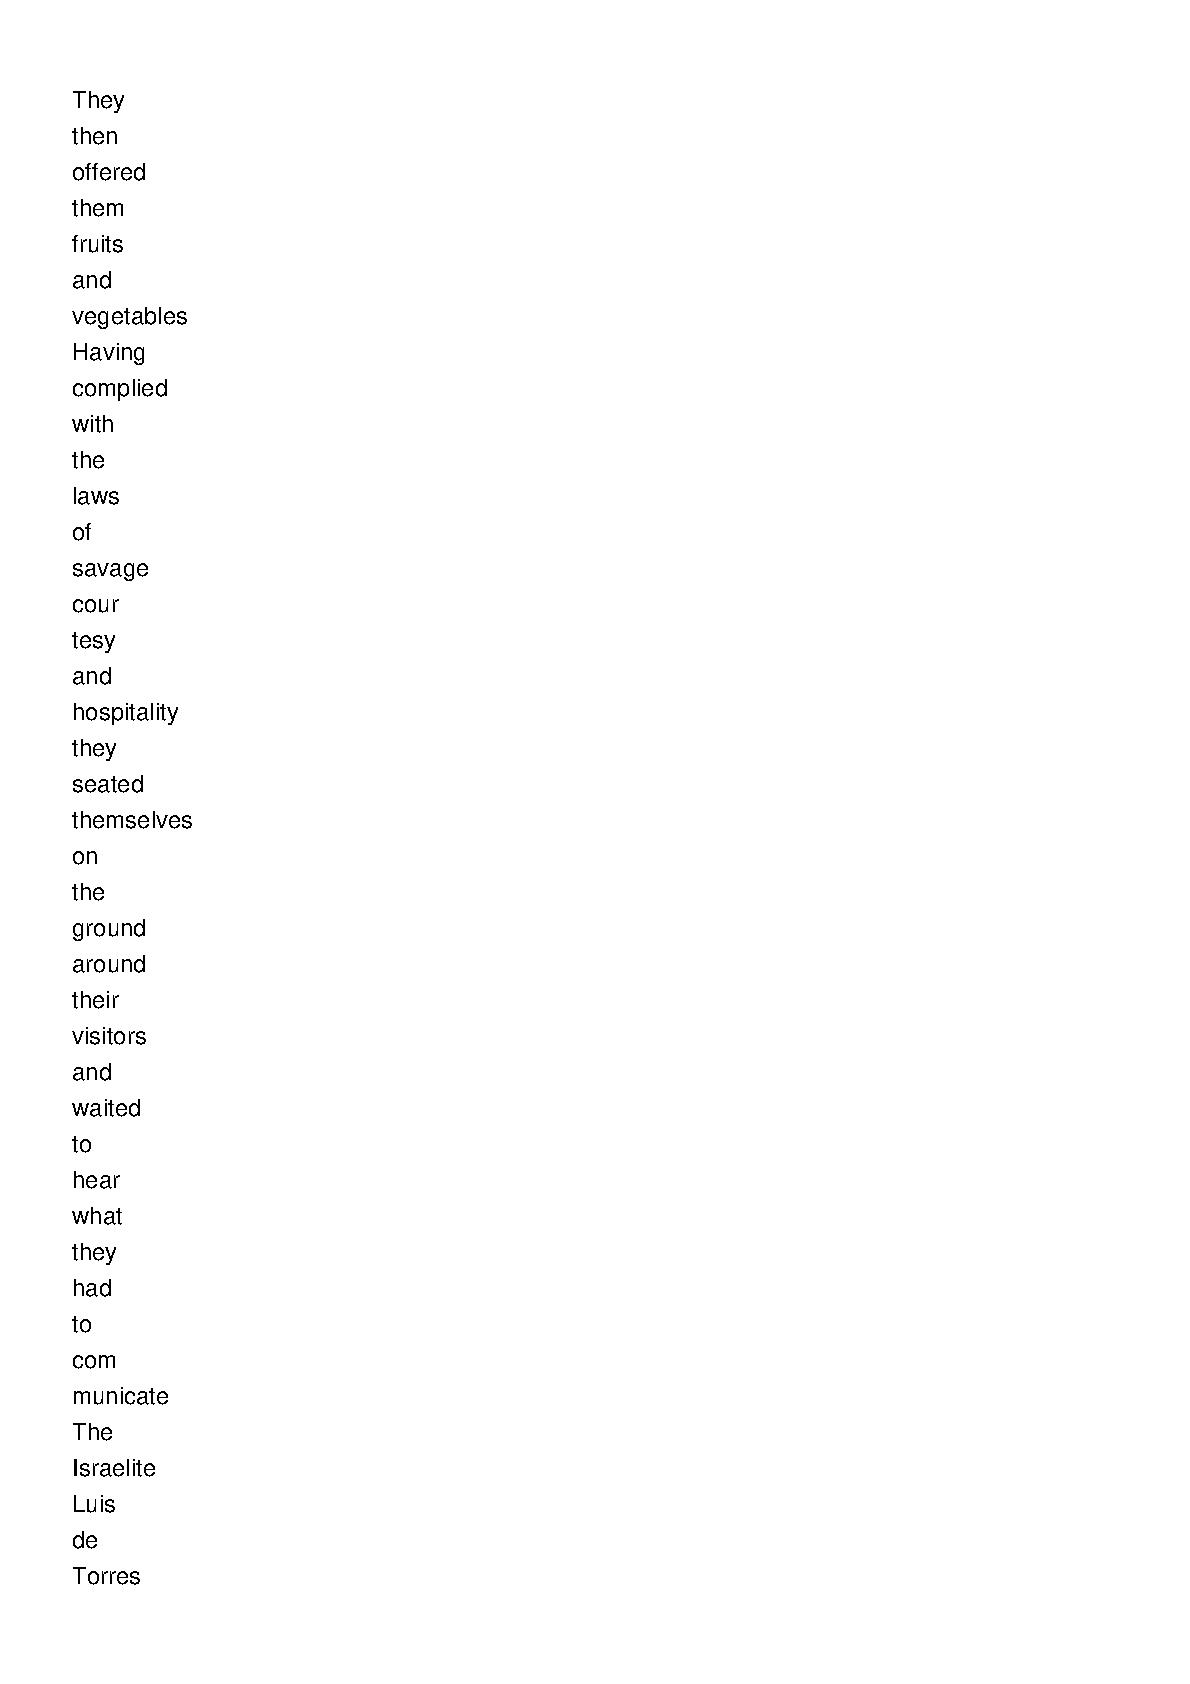 They
then
offered
them
fruits
and
vegetables
Having
complied
with
the
laws
of
savage
cour
tesy
and
hospitality
they
seated
themselves
on
the
ground
around
their
visitors
and
waited
to
hear
what
they
had
to
com
municate
The
Israelite
Luis
de
Torres